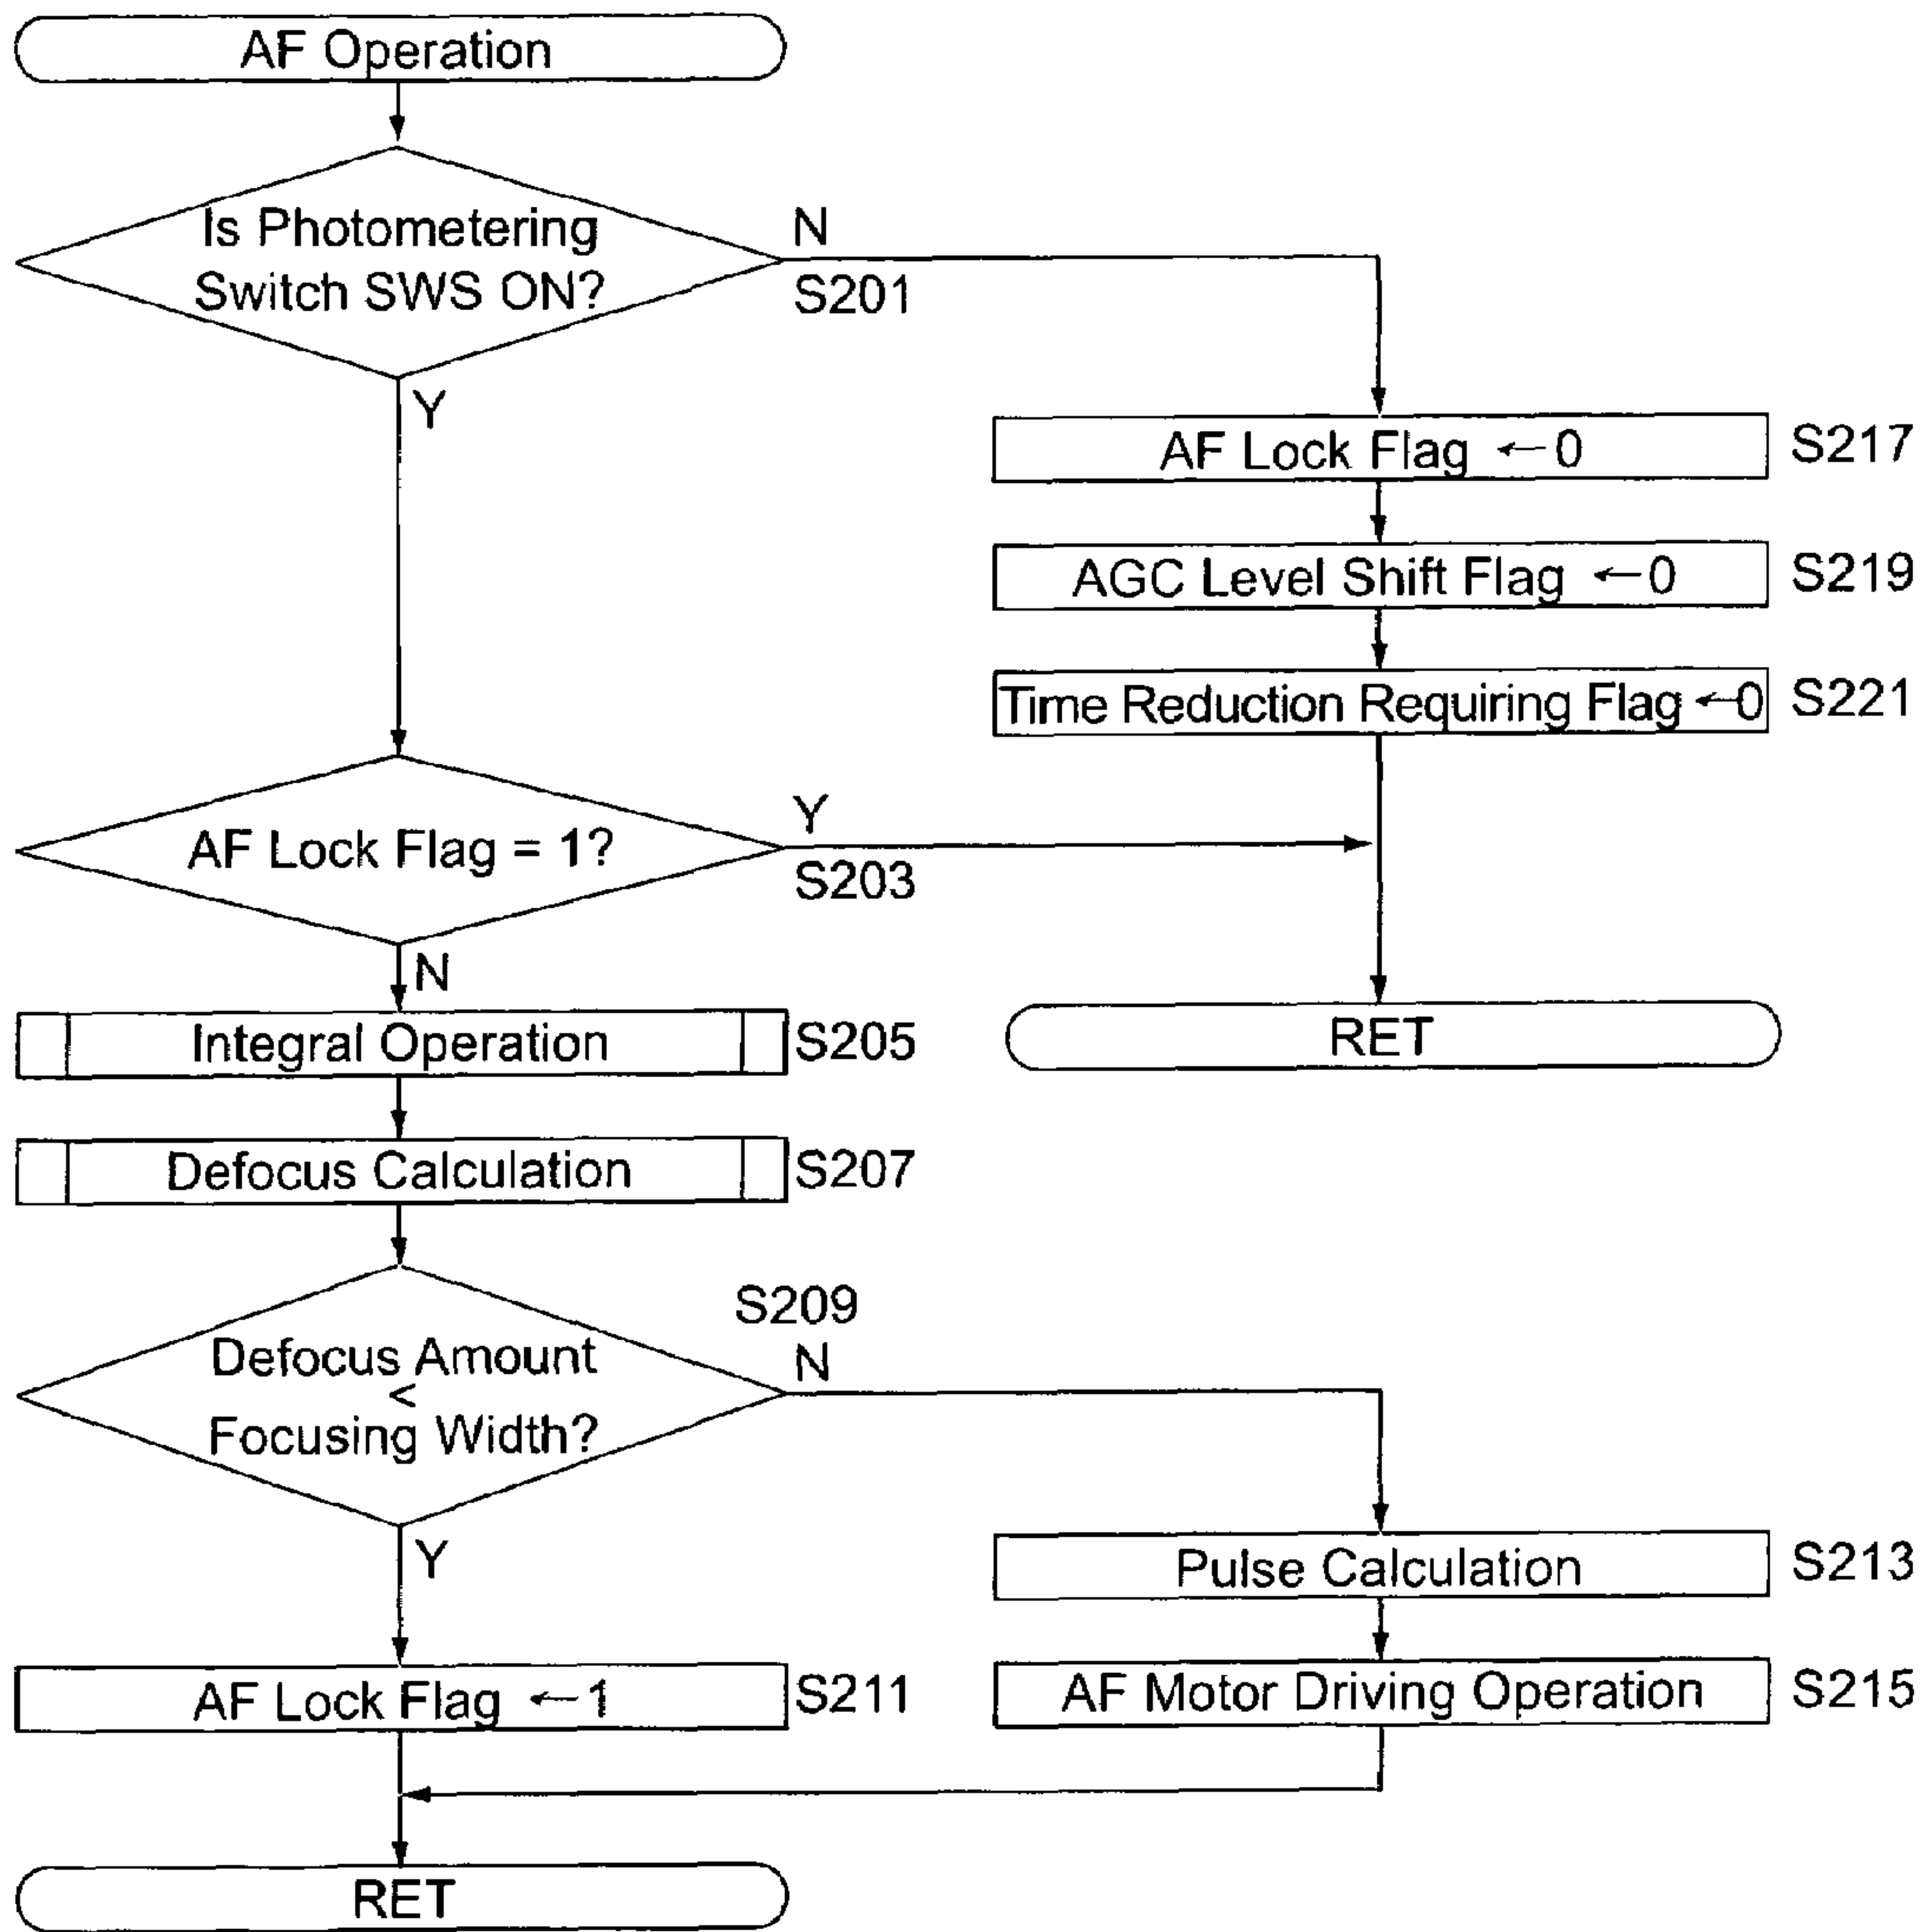 AF Operation
Is Photometering
Switch SWS ON?
N
S201
Y
AF Lock Flag ←0
S217
AGC Level Shift Flag ←0
S219
Time Reduction Requiring Flag ←0
S221
AF Lock Flag = 1?
Y
S203
N
RET
Integral Operation
S205
Defocus Calculation
S207
Defocus Amount
<
Focusing Width?
S209
N
Y
Pulse Calculation
S213
AF Lock Flag ←1
S211
AF Motor Driving Operation
S215
RET